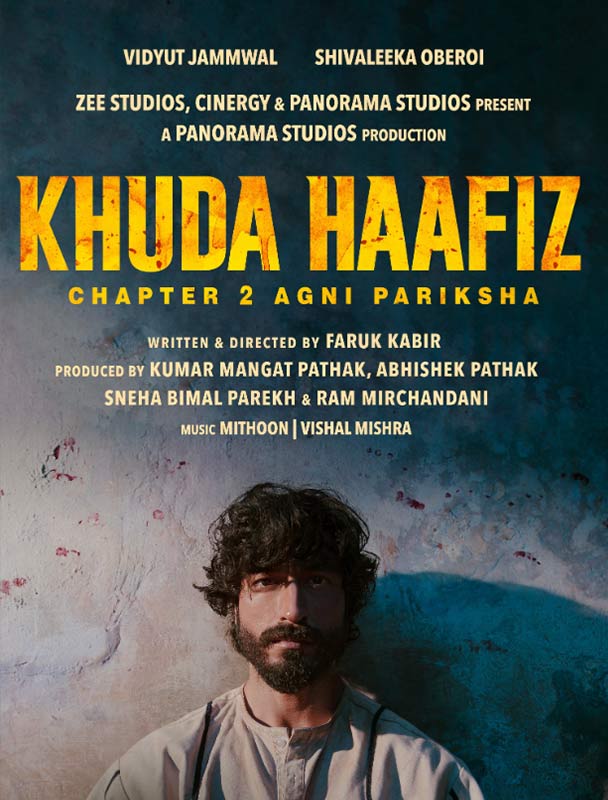 VIDYUT JAMMWAL SHIVALEEKA OBEROI
ZEE STUDIOS, CINERGY & PANORAMA STUDIOS PRESENT
A PANORAMA STUDIOS PRODUCTION
KHUDA HAAFIZ
CHAPTER 2 AGNI PARIKSHA
WRITTEN & DIRECTED BY FARUK KABIR
PRODUCED BY KUMAR MANGAT PATHAK, ABHISHEK PATHAK
SNEHA BIMAL PAREKH & RAM MIRCHANDANI
MUSIC MITHOON | VISHAL MISHRA